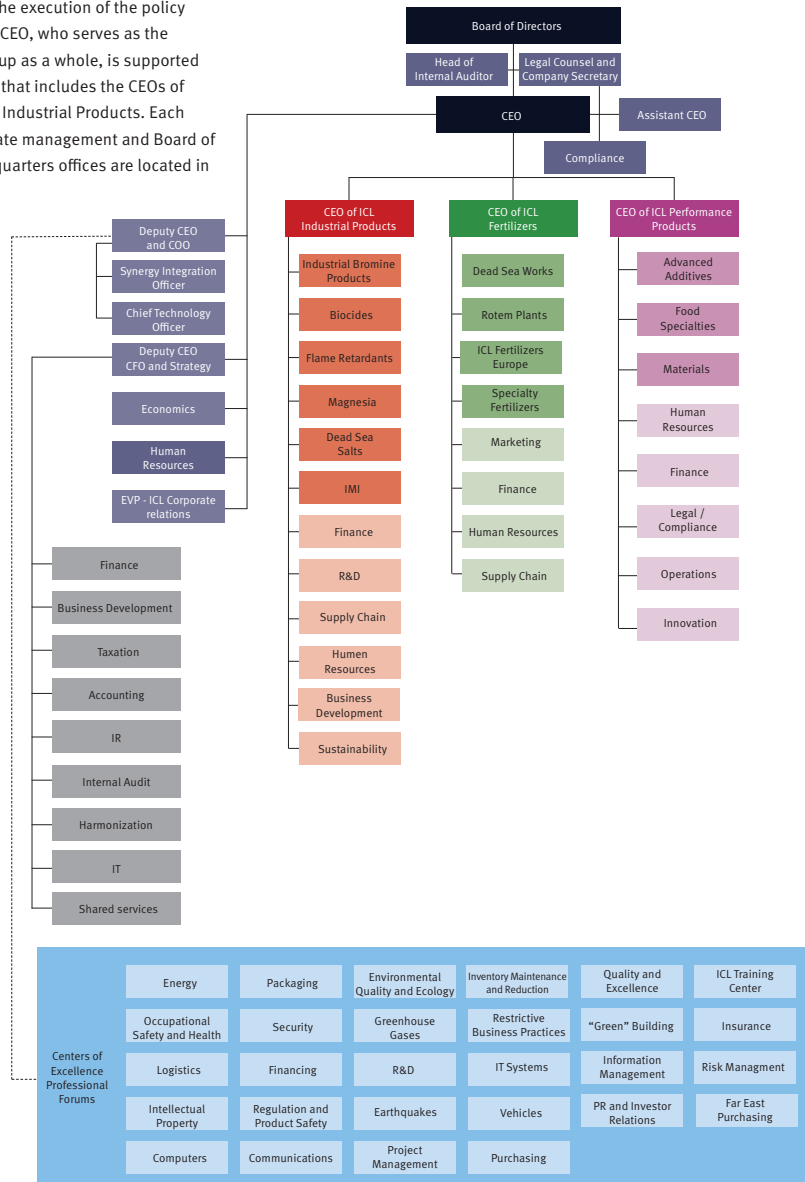 the execution of the policy
CEO, who serves as the
up as a whole, is supported
that includes the CEOs of
Industrial Products. Each
ate management and Board of
quarters offices are located in
Board of Directors
Head of
Internal Auditor
Legal Counsel and
Company Secretary
CEO
Assistant CEO
Compliance
Deputy CEO
and COO
Synergy Integration
Officer
Chief Technology
Officer
Deputy CEO
CFO and Strategy
Economics
Human
Resources
EVP - ICL Corporate
relations
Finance
Business Development
Taxation
Accounting
IR
Internal Audit
Harmonization
IT
Shared services
CEO of ICL
Industrial Products
Industrial Bromine
Products
Biocides
Flame Retardants
Magnesia
Dead Sea
Salts
IMI
Finance
R&D
Supply Chain
Humen
Resources
Business
Development
Sustainability
CEO of ICL
Fertilizers
Dead Sea Works
Rotem Plants
ICL Fertilizers
Europe
Specialty
Fertilizers
Marketing
Finance
Human Resources
Supply Chain
CEO of ICL Performance
Products
Advanced
Additives
Food
Specialties
Materials
Human
Resources
Finance
Legal /
Compliance
Operations
Innovation
Centers of
Excellence
Professional
Forums
Energy
Packaging
Environmental
Quality and Ecology
Inventory Maintenance
and Reduction
Quality and
Excellence
ICL Training
Center
Occupational
Safety and Health
Security
Greenhouse
Gases
Restrictive
Business Practices
“Green” Building
Insurance
Logistics
Financing
R&D
IT Systems
Information
Management
Risk Managment
Intellectual
Property
Regulation and
Product Safety
Earthquakes
Vehicles
PR and Investor
Relations
Far East
Purchasing
Computers
Communications
Project
Management
Purchasing